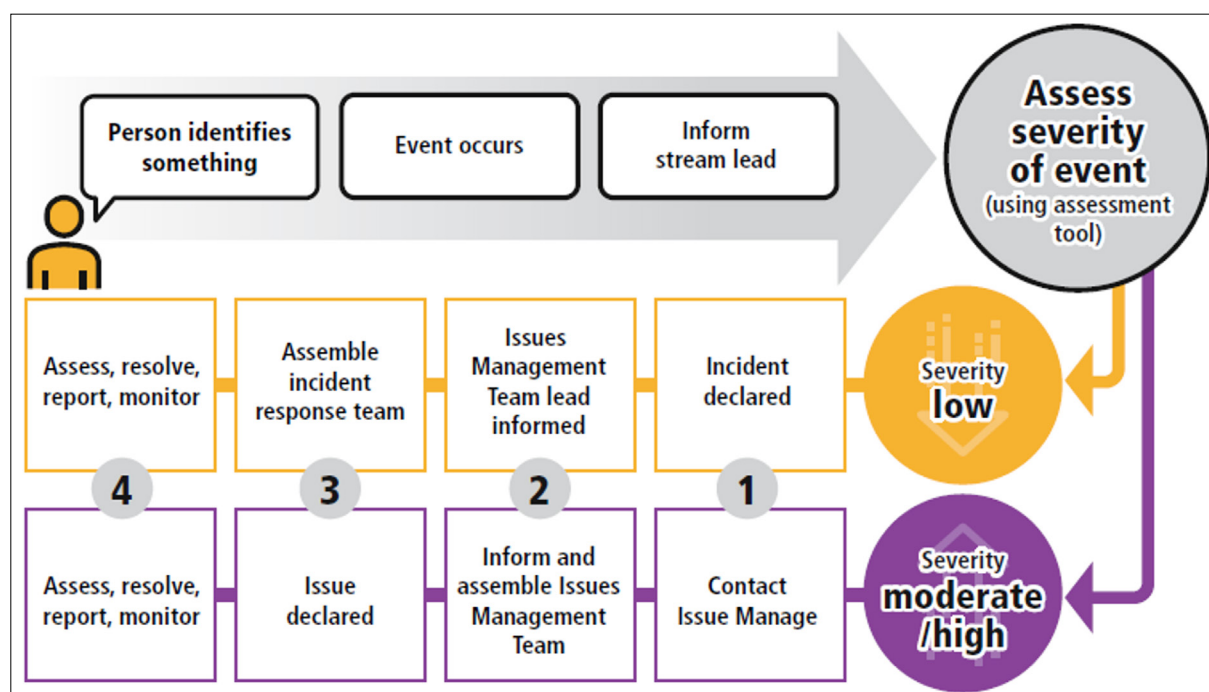 Person identifies
something
Event occurs
Inform
stream lead
Assess
severity
of event
(using assessment
tool)
Assess, resolve,
report, monitor
Assemble
incident
response team
Issues
Management
Team lead
informed
Incident
declared
Severity
low
4
3
2
1
Assess, resolve,
report, monitor
Issue
declared
Inform and
assemble Issues
Management
Team
Contact
Issue Manage
Severity
moderate
/high